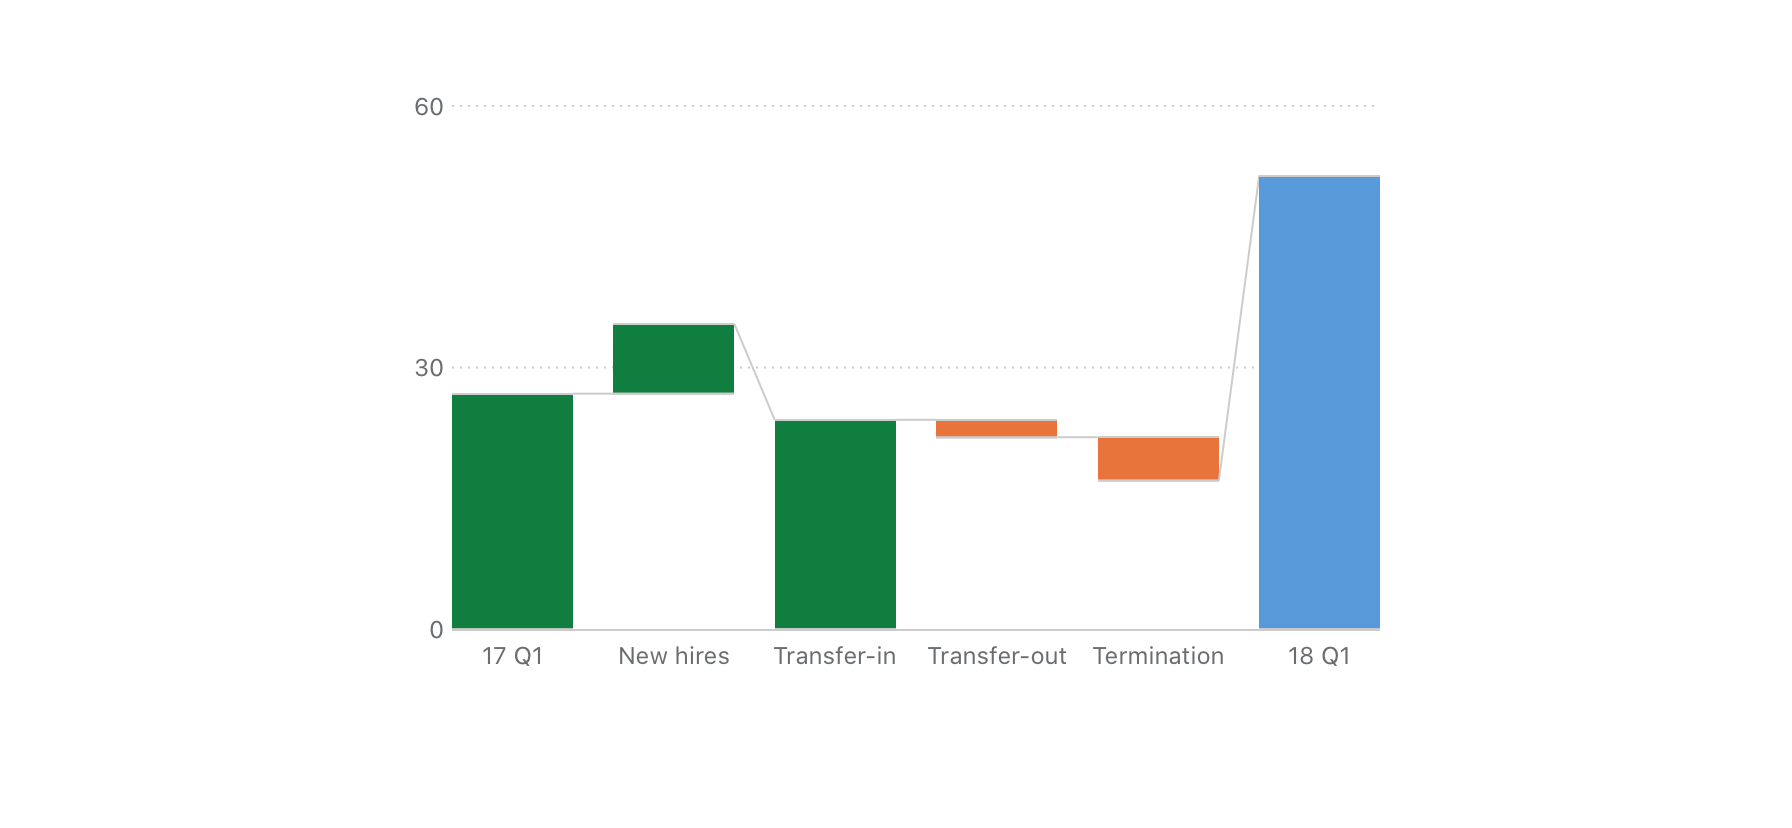 60
30
0
17 Q1
New hires
Transfer-in
Transfer-out
Termination
18 Q1